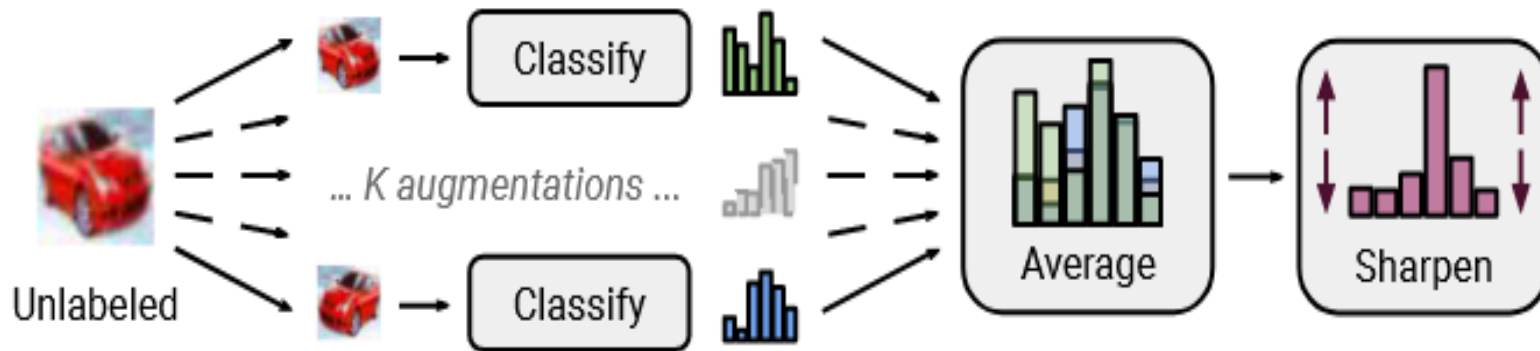 Classify
... K augmentations ...
Unlabeled
Classify
Average
Sharpen